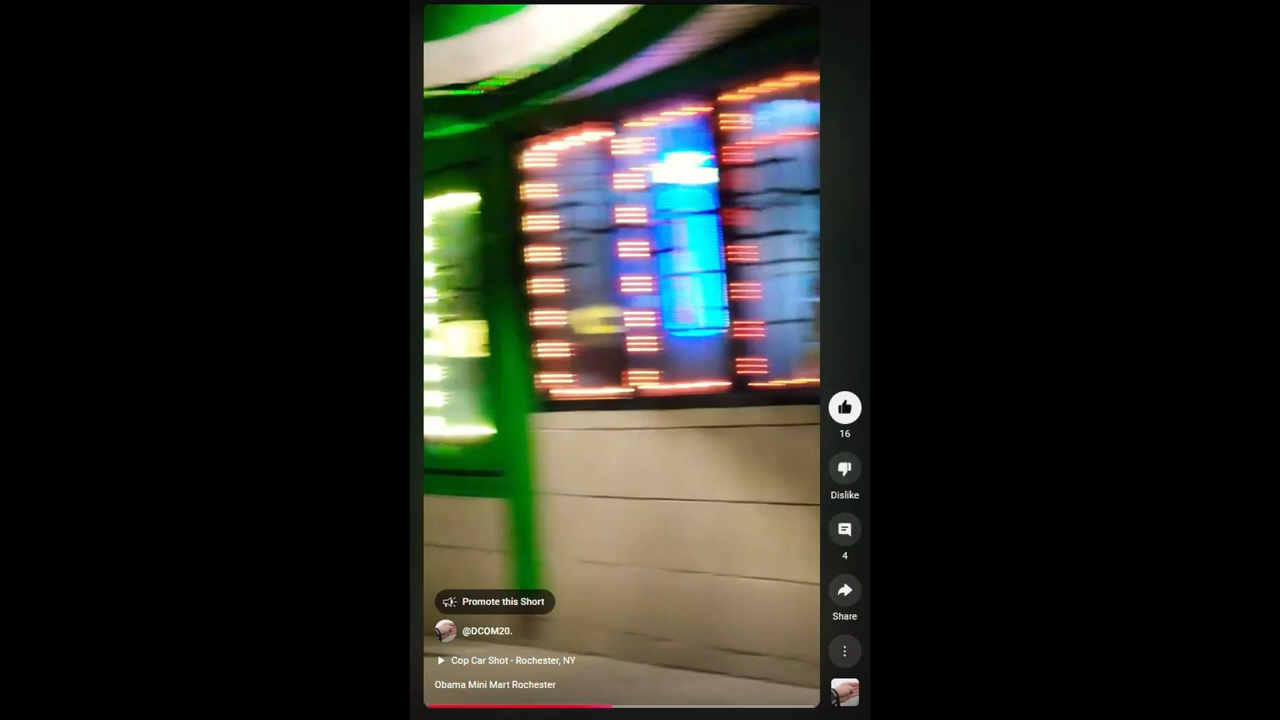 16
Dislike
4
Share
Promote this Short
@DCOM20.
Cop Car Shot - Rochester, NY
Obama Mini Mart Rochester